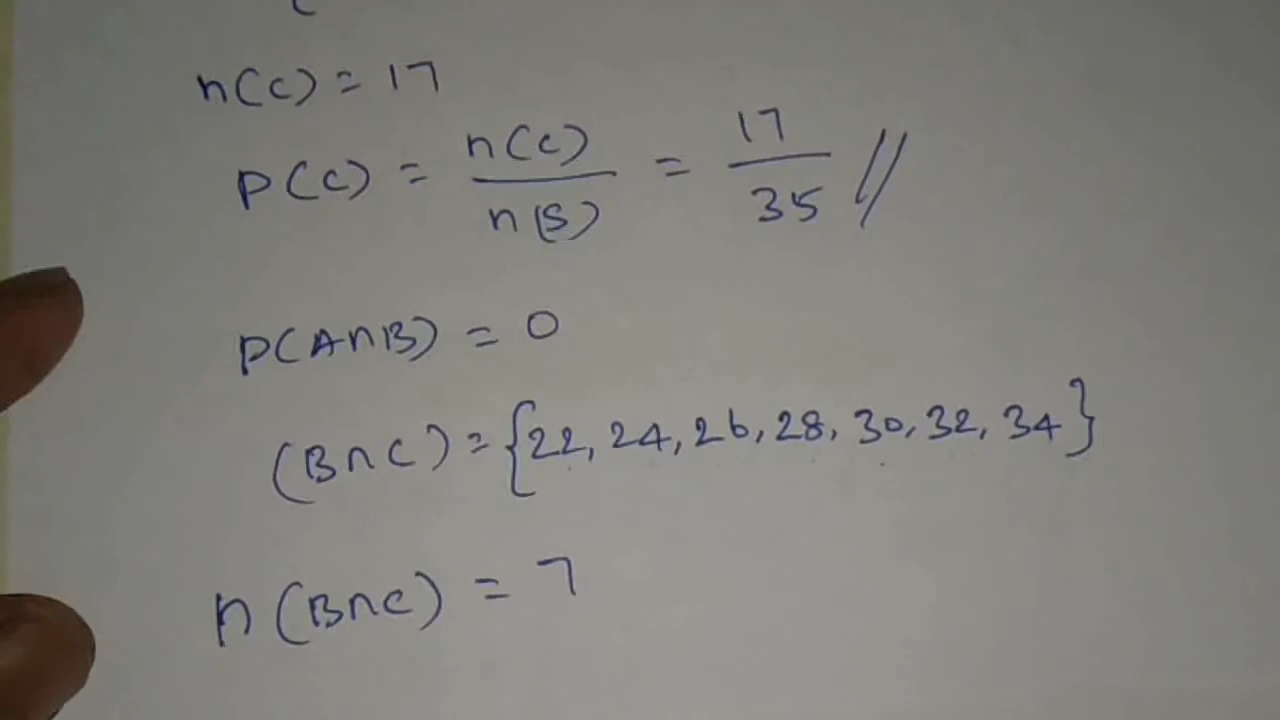 n(C) = 17
P(C) = n(C)/n(S) = 17/35 //
P(A∩B) = 0
(B∩C) = {22, 24, 26, 28, 30, 32, 34}
n(B∩C) = 7